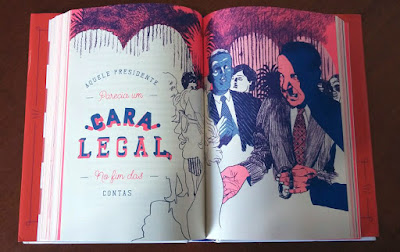 AQUELE PRESIDENTE
Parecia um
CARA
LEGAL
No fim das
CONTAS